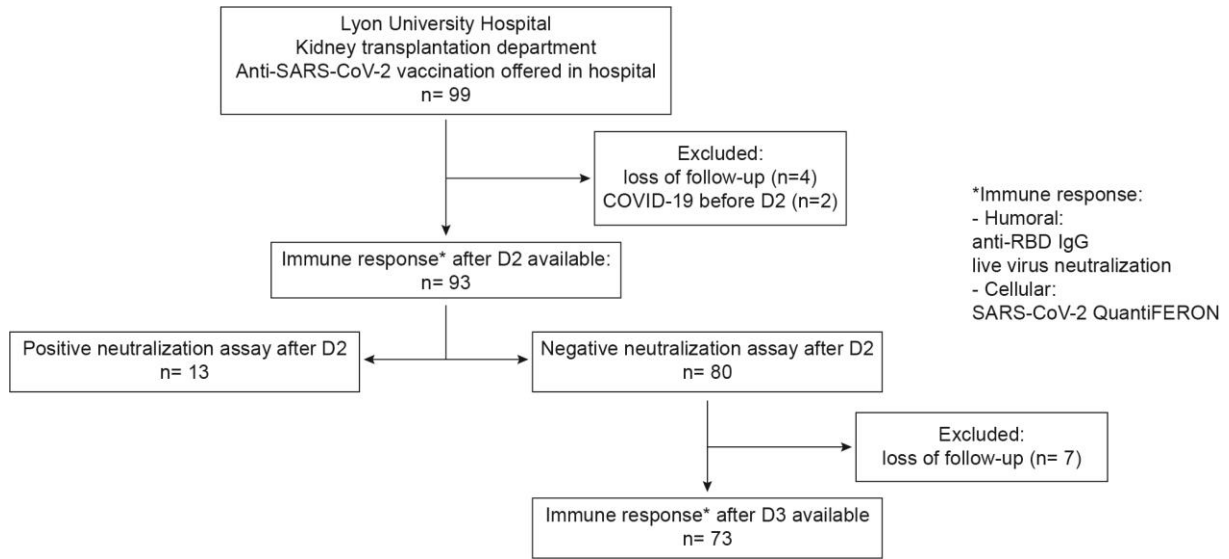 Lyon University Hospital
Kidney transplantation department
Anti-SARS-CoV-2 vaccination offered in hospital
n= 99
Excluded:
loss of follow-up (n=4)
COVID-19 before D2 (n=2)
*Immune response:
- Humoral:
anti-RBD IgG
live virus neutralization
- Cellular:
SARS-CoV-2 QuantiFERON
Immune response* after D2 available:
n= 93
Positive neutralization assay after D2
n= 13
Negative neutralization assay after D2
n= 80
Excluded:
loss of follow-up (n= 7)
Immune response* after D3 available
n= 73